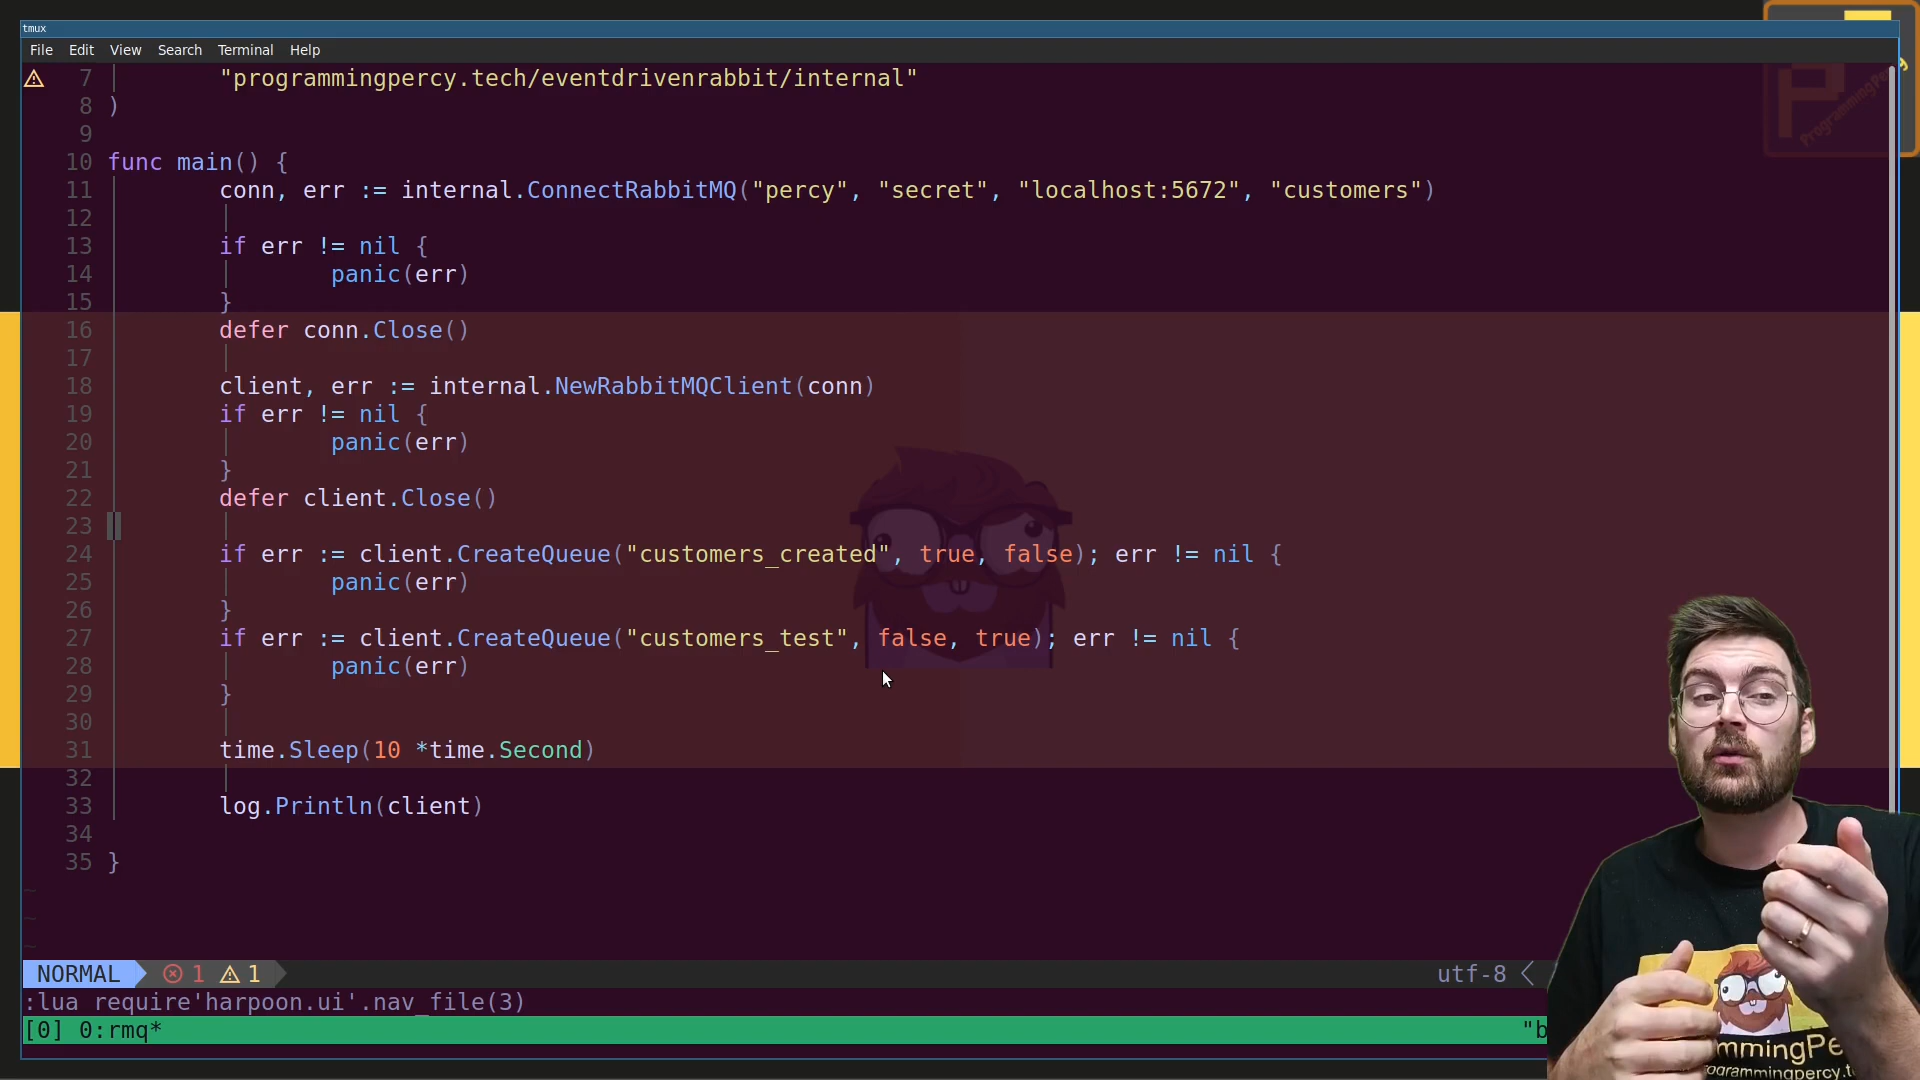 tmux
File Edit View Search Terminal Help
7 "programmingpercy.tech/eventdrivenrabbit/internal"
8 )
9
10 func main() {
11 conn, err := internal.ConnectRabbitMQ("percy", "secret", "localhost:5672", "customers")
12
13 if err != nil {
14 panic(err)
15 }
16 defer conn.Close()
17
18 client, err := internal.NewRabbitMQClient(conn)
19 if err != nil {
20 panic(err)
21 }
22 defer client.Close()
23
24 if err := client.CreateQueue("customers_created", true, false); err != nil {
25 panic(err)
26 }
27 if err := client.CreateQueue("customers_test", false, true); err != nil {
28 panic(err)
29 }
30
31 time.Sleep(10 *time.Second)
32
33 log.Println(client)
34
35 }
~
~
~
NORMAL 1 1 utf-8
:lua require'harpoon.ui'.nav_file(3)
[0] 0:rmq* "b
P
ProgrammingPer
mmingPe
ogrammingpercy.te